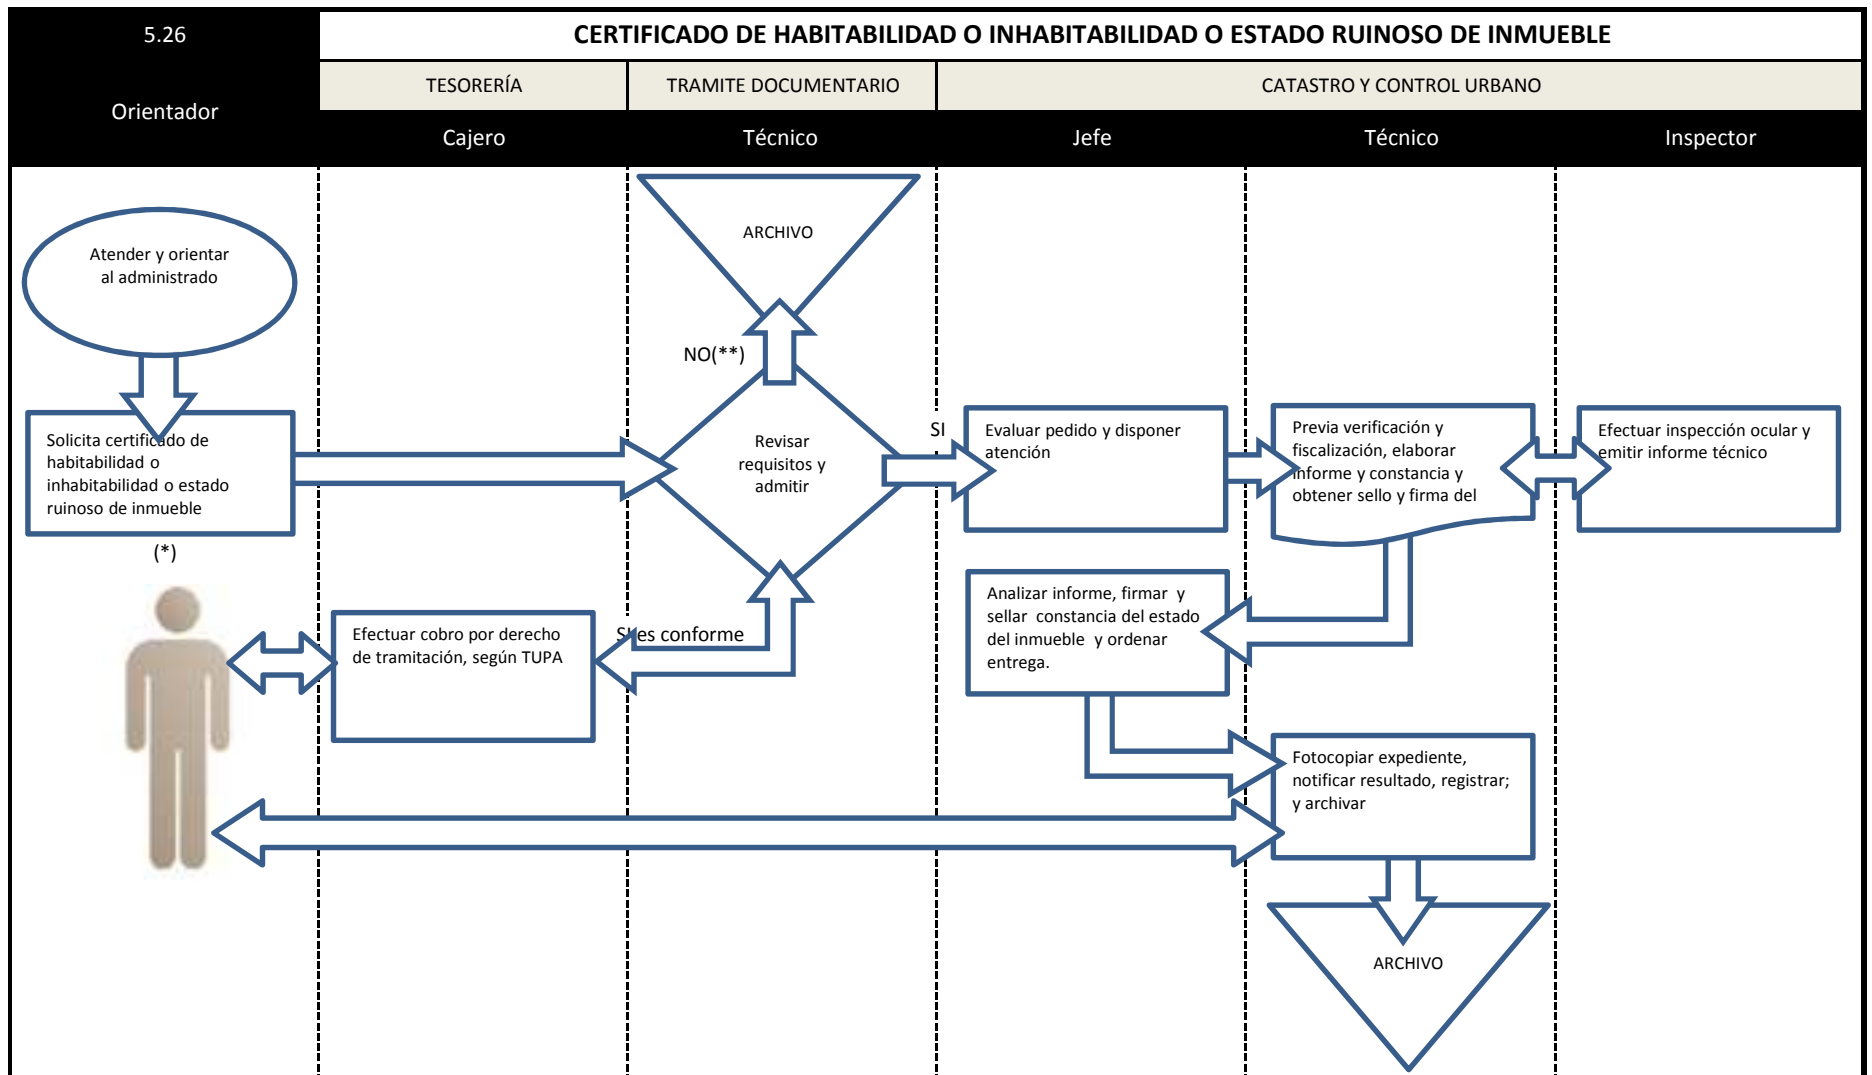 5.26
CERTIFICADO DE HABITABILIDAD O INHABITABILIDAD O ESTADO RUINOSO DE INMUEBLE
Orientador
TESORERÍA
TRAMITE DOCUMENTARIO
CATASTRO Y CONTROL URBANO
Cajero
Técnico
Jefe
Técnico
Inspector
Atender y orientar
al administrado
ARCHIVO
NO(**)
Solicita certificado de
habitabilidad o
inhabitabilidad o estado
ruinoso de inmueble
(*)
Revisar
requisitos y
admitir
SI
Evaluar pedido y disponer
atención
Previa verificación y
fiscalización, elaborar
informe y constancia y
obtener sello y firma del
Efectuar inspección ocular y
emitir informe técnico
Efectuar cobro por derecho
de tramitación, según TUPA
SI es conforme
Analizar informe, firmar y
sellar constancia del estado
del inmueble y ordenar
entrega.
Fotocopiar expediente,
notificar resultado, registrar;
y archivar
ARCHIVO